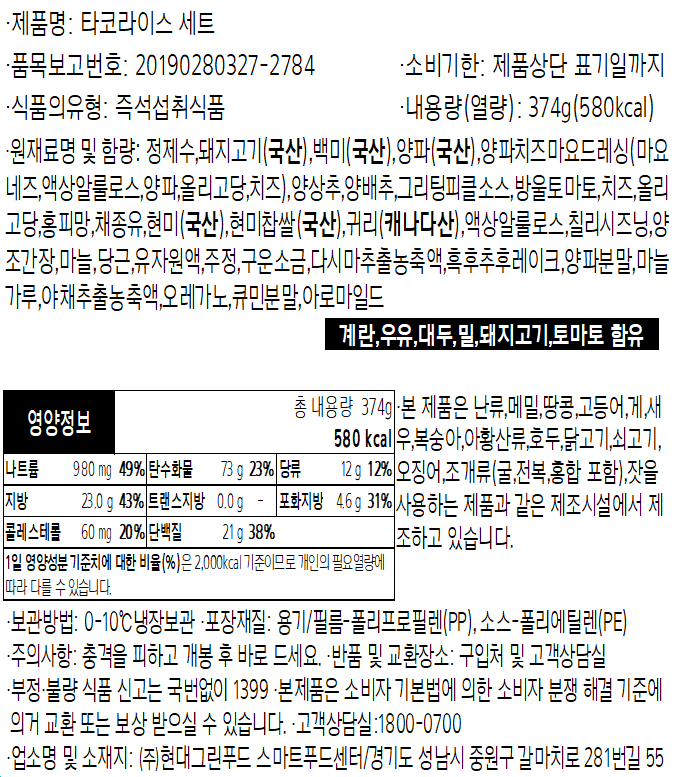 ·제품명: 타코라이스 세트
·품목보고번호: 20190280327-2784 ·소비기한: 제품상단 표기일까지
·식품의유형: 즉석섭취식품 ·내용량(열량): 374g(580kcal)
·원재료명 및 함량: 정제수,돼지고기(국산),백미(국산),양파(국산),양파치즈마요드레싱(마요
네즈,액상알룰로스,양파,올리고당,치즈),양상추,양배추,그리팅피클소스,방울토마토,치즈,올리
고당,홍피망,채종유,현미(국산),현미찹쌀(국산),귀리(캐나다산),액상알룰로스,칠리시즈닝,양
조간장,마늘,당근,유자원액,주정,구운소금,다시마추출농축액,흑후추후레이크,양파분말,마늘
가루,야채추출농축액,오레가노,큐민분말,아로마일드
계란,우유,대두,밀,돼지고기,토마토 함유
영양정보
총 내용량 374g
580 kcal
나트륨 980 mg 49% 탄수화물 73 g 23% 당류 12 g 12%
지방 23.0 g 43% 트랜스지방 0.0 g - 포화지방 4.6 g 31%
콜레스테롤 60 mg 20% 단백질 21 g 38%
1일 영양성분 기준치에 대한 비율(%)은 2,000kcal 기준이므로 개인의 필요열량에
따라 다를 수 있습니다.
·본 제품은 난류,메밀,땅콩,고등어,게,새
우,복숭아,아황산류,호두,닭고기,쇠고기,
오징어,조개류(굴,전복,홍합 포함),잣을
사용하는 제품과 같은 제조시설에서 제
조하고 있습니다.
·보관방법: 0-10℃냉장보관 ·포장재질: 용기/필름-폴리프로필렌(PP), 소스-폴리에틸렌(PE)
·주의사항: 충격을 피하고 개봉 후 바로 드세요. ·반품 및 교환장소: 구입처 및 고객상담실
·부정·불량 식품 신고는 국번없이 1399 ·본제품은 소비자 기본법에 의한 소비자 분쟁 해결 기준에
의거 교환 또는 보상 받으실 수 있습니다. ·고객상담실:1800-0700
·업소명 및 소재지: (주)현대그린푸드 스마트푸드센터/경기도 성남시 중원구 갈마치로 281번길 55